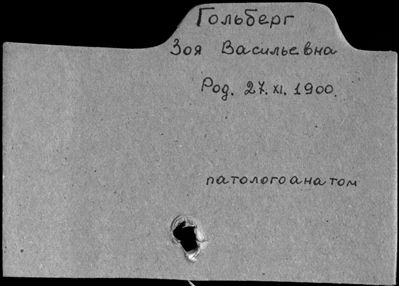 Гольберг
Зоя Васильевна
Род. 27.XI.1900.
патологоанатом